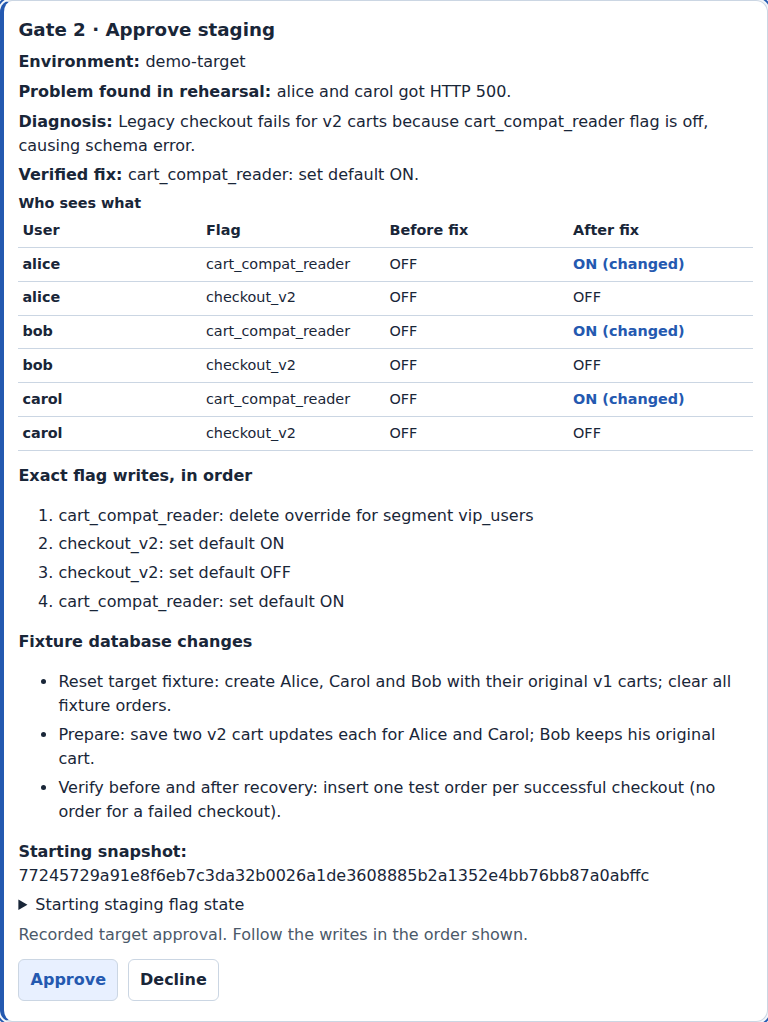 Gate 2 · Approve staging
Environment: demo-target
Problem found in rehearsal: alice and carol got HTTP 500.
Diagnosis: Legacy checkout fails for v2 carts because cart_compat_reader flag is off,
causing schema error.
Verified fix: cart_compat_reader: set default ON.
Who sees what
User Flag Before fix After fix
alice cart_compat_reader OFF ON (changed)
alice checkout_v2 OFF OFF
bob cart_compat_reader OFF ON (changed)
bob checkout_v2 OFF OFF
carol cart_compat_reader OFF ON (changed)
carol checkout_v2 OFF OFF
Exact flag writes, in order
1. cart_compat_reader: delete override for segment vip_users
2. checkout_v2: set default ON
3. checkout_v2: set default OFF
4. cart_compat_reader: set default ON
Fixture database changes
• Reset target fixture: create Alice, Carol and Bob with their original v1 carts; clear all
fixture orders.
• Prepare: save two v2 cart updates each for Alice and Carol; Bob keeps his original
cart.
• Verify before and after recovery: insert one test order per successful checkout (no
order for a failed checkout).
Starting snapshot:
77245729a91e8f6eb7c3da32b0026a1de3608885b2a1352e4bb76bb87a0abffc
▶ Starting staging flag state
Recorded target approval. Follow the writes in the order shown.
Approve Decline